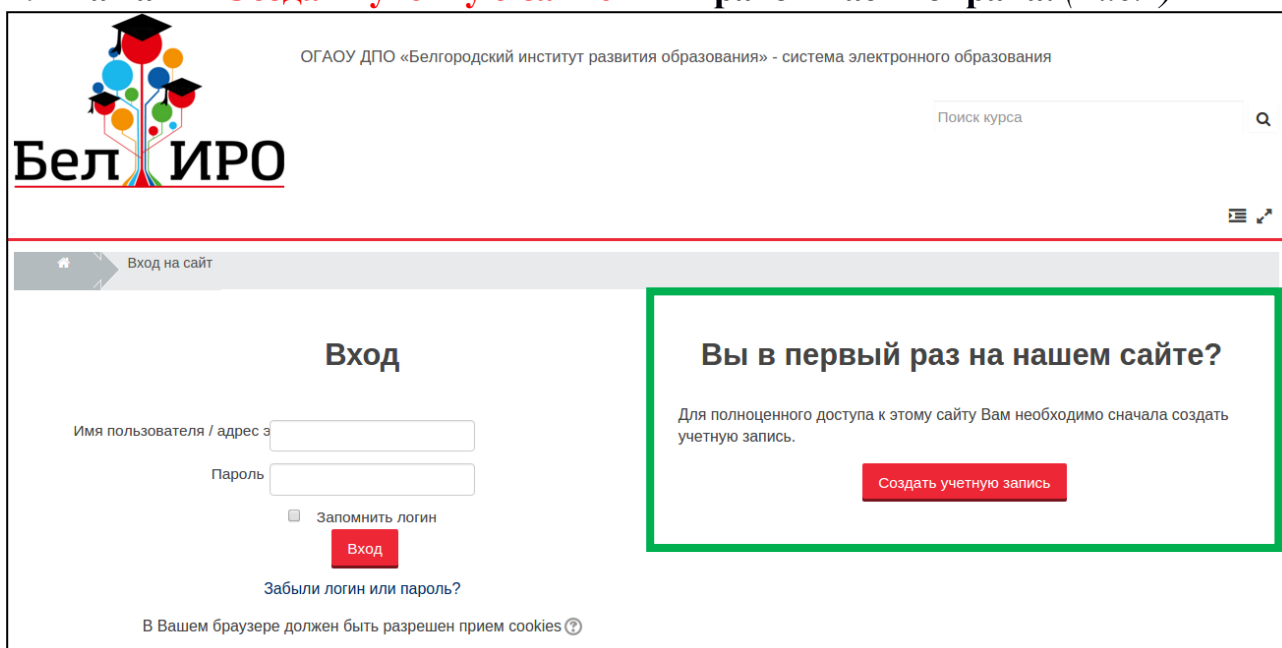 ОГАОУ ДПО «Белгородский институт развития образования» - система электронного образования
Поиск курса
Бел ИРО
Вход на сайт
Вход
Имя пользователя / адрес э
Пароль
Запомнить логин
Вход
Забыли логин или пароль?
В Вашем браузере должен быть разрешен прием cookies
Вы в первый раз на нашем сайте?
Для полноценного доступа к этому сайту Вам необходимо сначала создать
учетную запись.
Создать учетную запись